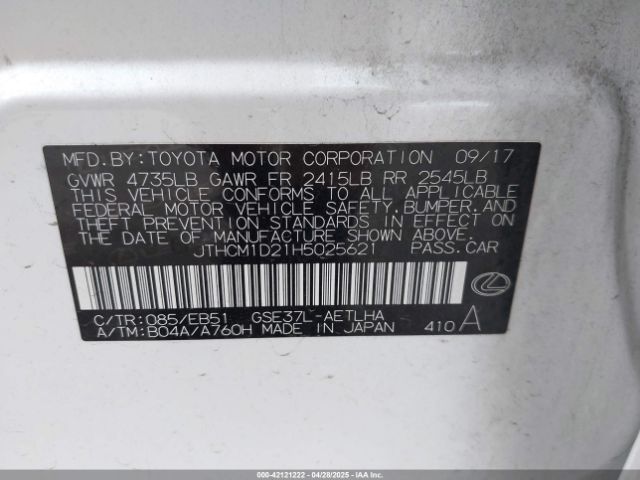 MFD.BY:TOYOTA MOTOR CORPORATION 09/17
GVWR 4735LB GAWR FR 2415LB RR 2545LB
THIS VEHICLE CONFORMS TO ALL APPLICABLE
FEDERAL MOTOR VEHICLE SAFETY, BUMPER, AND
THEFT PREVENTION STANDARDS IN EFFECT ON
THE DATE OF MANUFACTURE SHOWN ABOVE.
JTHCM1D21H5025621 PASS.CAR
C/TR:085/EB51 GSE37L-AETLHA
A/TM:B04A/A760H MADE IN JAPAN 410 A
000-42121222 | 04/28/2025 | IAAI.COM